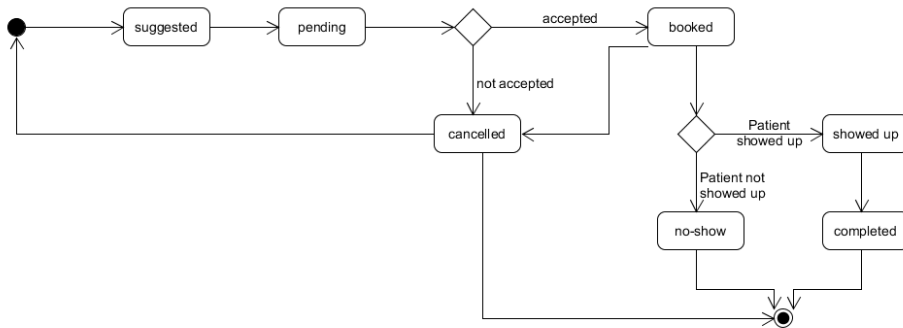 accepted
suggested
pending
booked
not accepted
cancelled
Patient
showed up
showed up
Patient not
showed up
no-show
completed